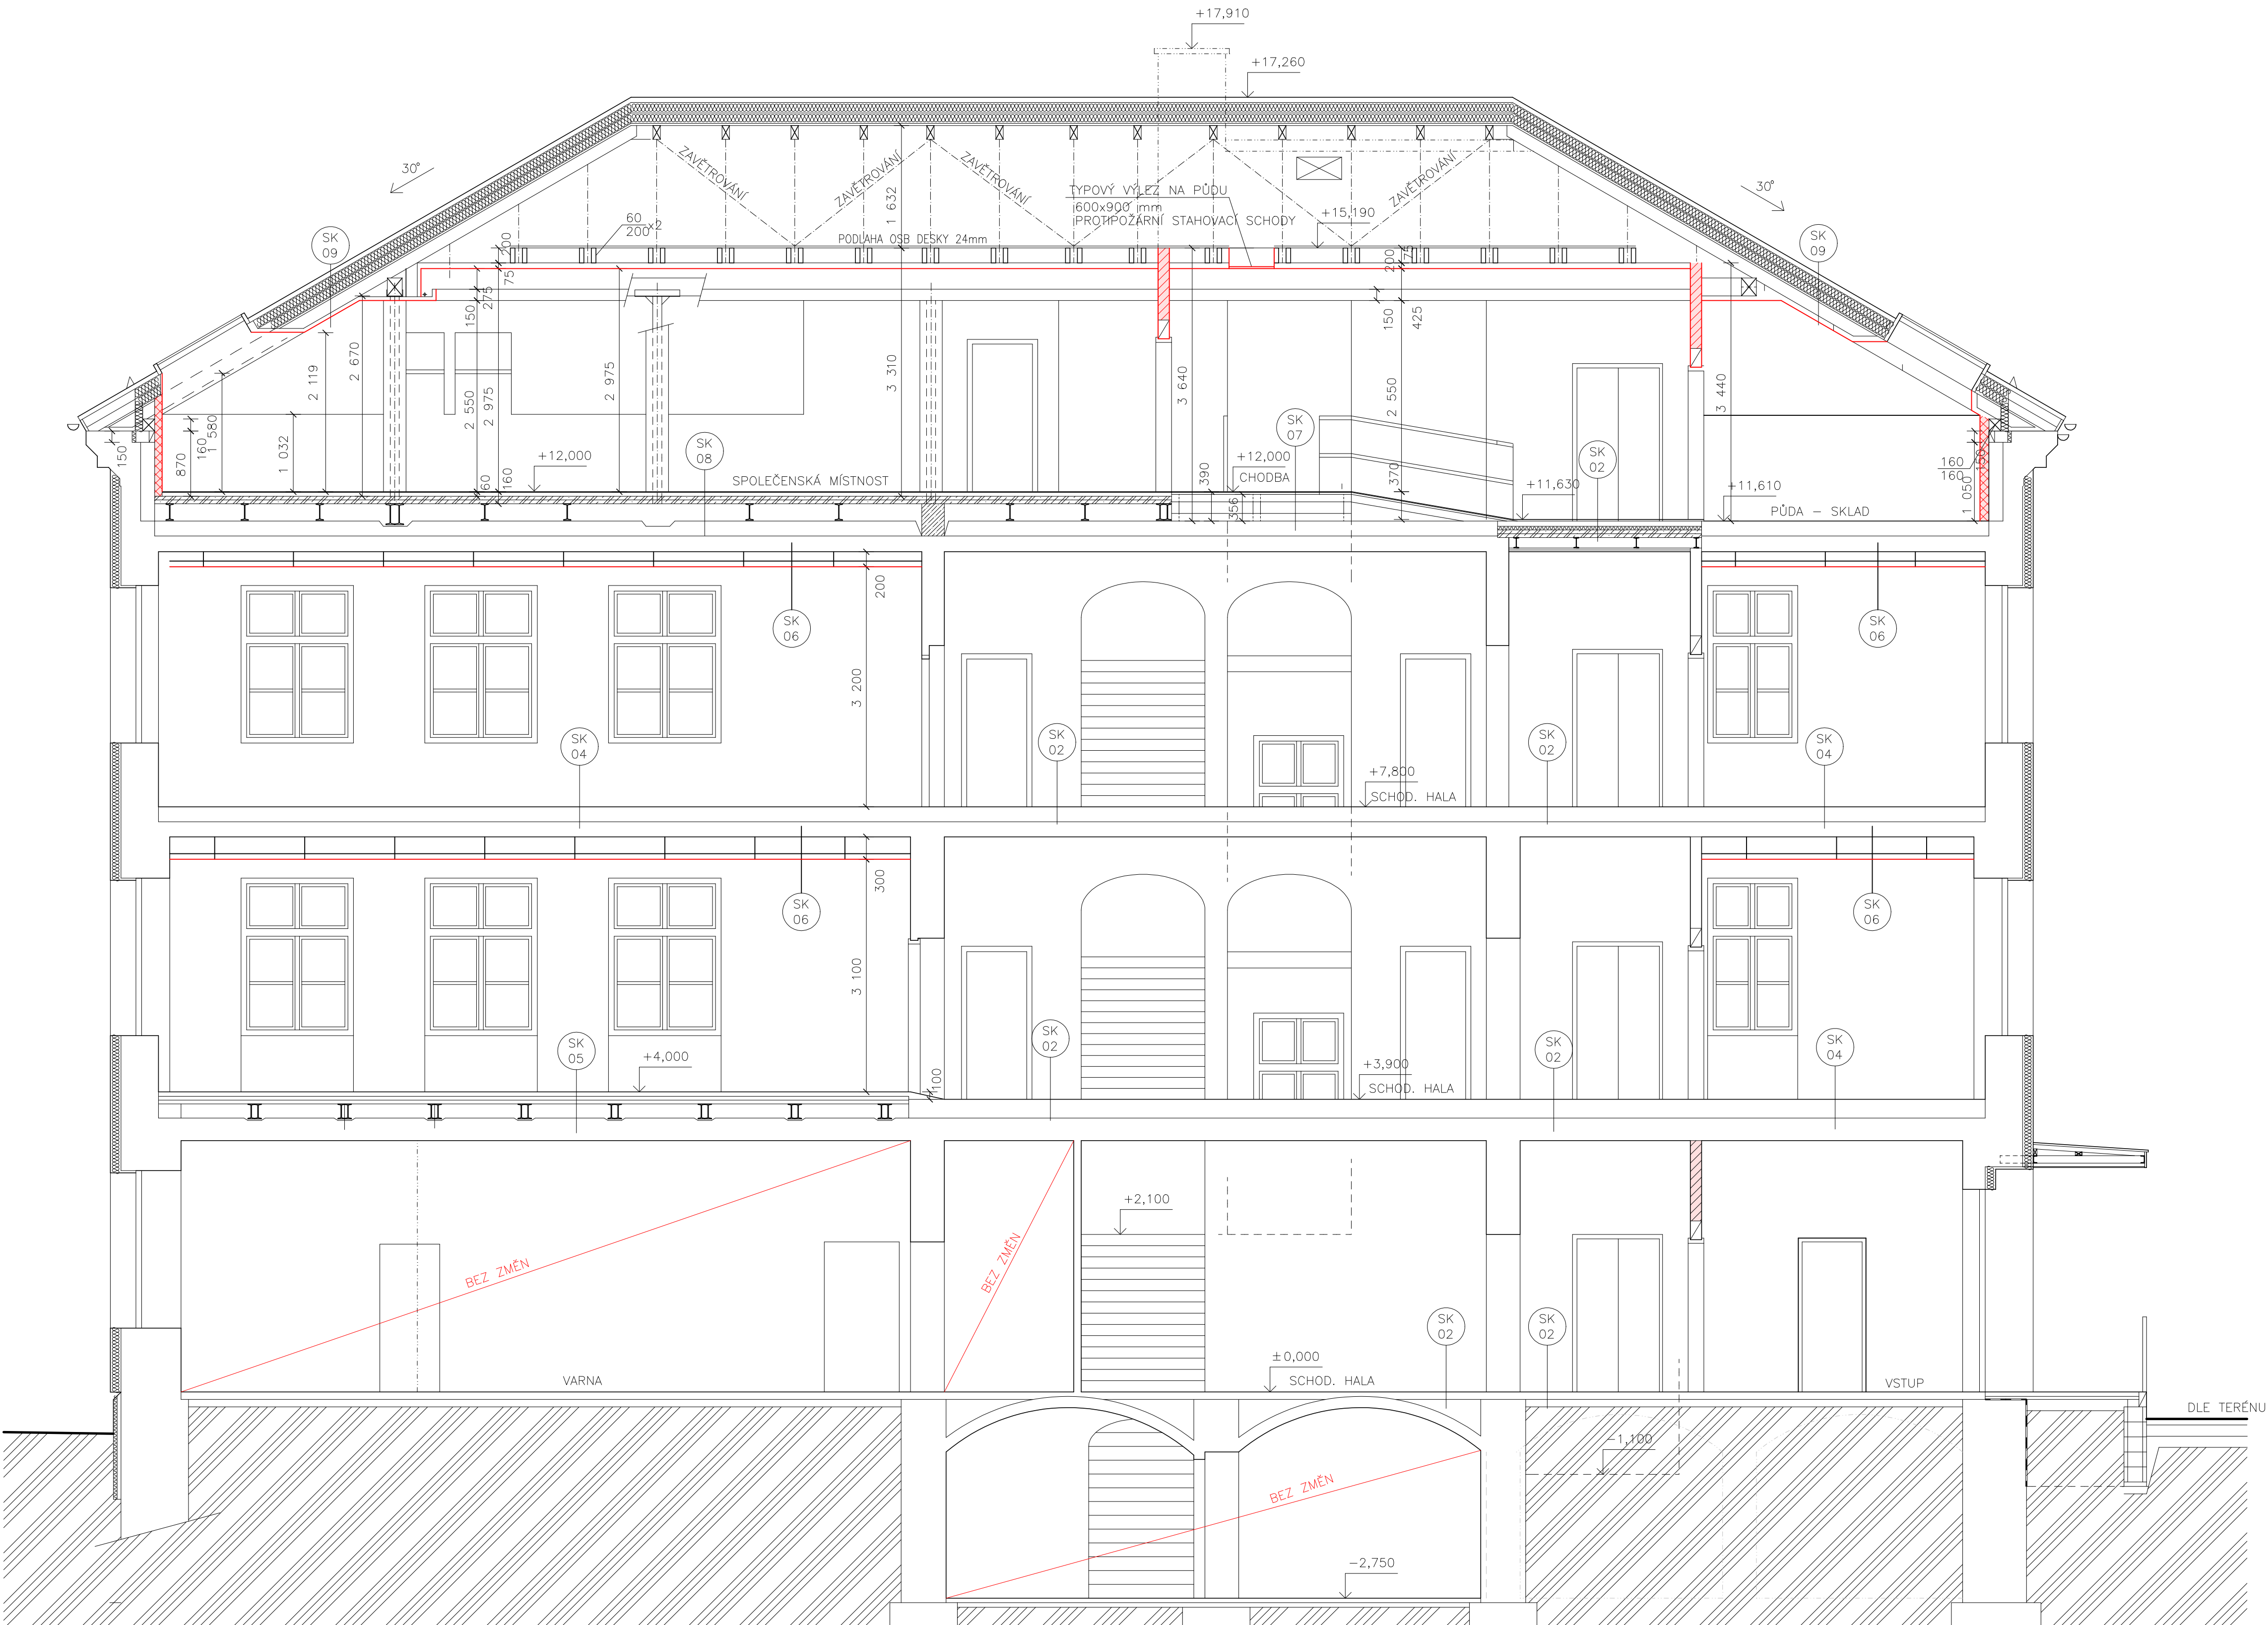 +17,910
+17,260
30°
30°
ZAVĚTROVÁNÍ
ZAVĚTROVÁNÍ
ZAVĚTROVÁNÍ
ZAVĚTROVÁNÍ
1 632
TYPOVÝ VÝLEZ NA PŮDU
600x900 mm
PROTIPOŽÁRNÍ STAHOVACÍ SCHODY
+15,190
60
200
x2
PODLAHA OSB DESKY 24mm
SK
09
SK
09
200
75
275
150
200
75
150
425
2 670
2 119
1 580
1 032
2 550
2 975
2 975
3 310
3 640
2 550
3 440
150
870
160
60
160
SK
08
SK
07
SK
02
+12,000
SPOLEČENSKÁ MÍSTNOST
+12,000
CHODBA
390
356
370
+11,630
+11,610
PŮDA – SKLAD
160
160
150
1 050
200
3 200
SK
06
SK
06
SK
04
SK
02
SK
02
SK
04
+7,800
SCHOD. HALA
300
3 100
SK
06
SK
06
SK
05
SK
02
SK
02
SK
04
+4,000
100
+3,900
SCHOD. HALA
+2,100
BEZ ZMĚN
BEZ ZMĚN
SK
02
SK
02
±0,000
VARNA
SCHOD. HALA
VSTUP
DLE TERÉNU
-1,100
BEZ ZMĚN
-2,750